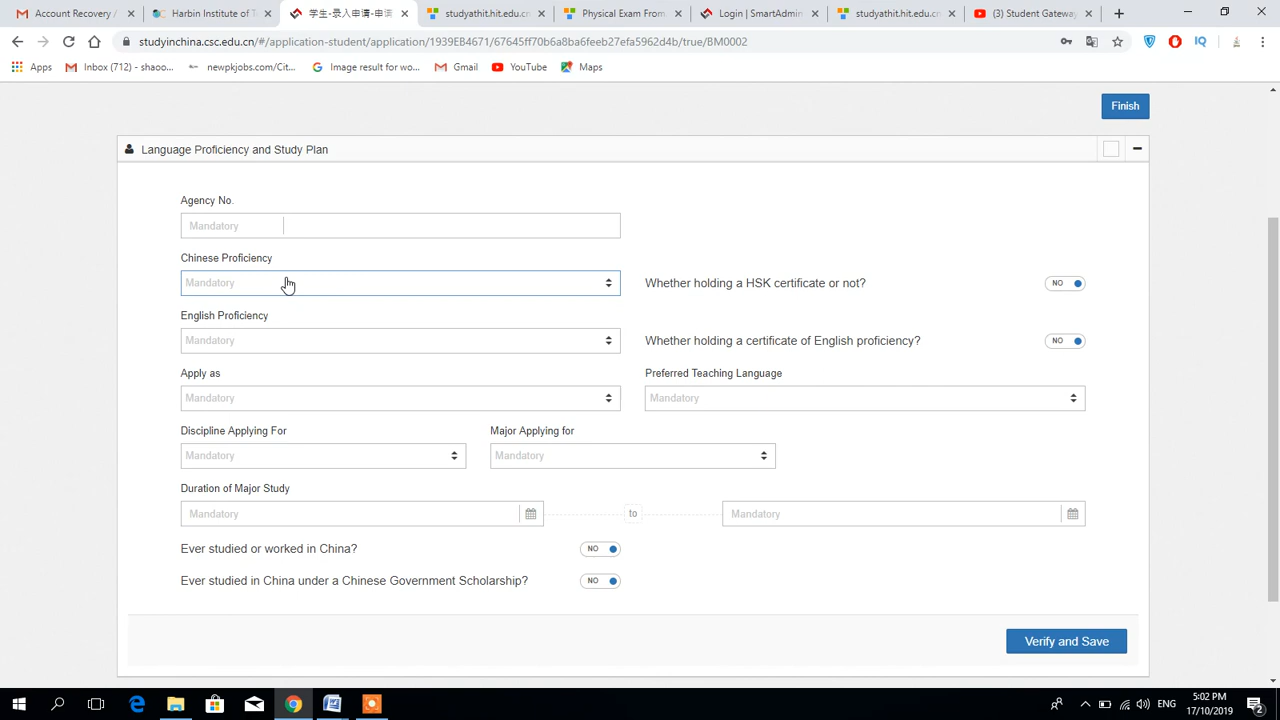 Account Recovery /
Harbin Institute of T
学生-录入申请-申请
studyathit.hit.edu.cn
Physical Exam From
Login | SmartAdmin
studyathit.hit.edu.cn
(3) Student Gateway
studyinchina.csc.edu.cn/#/application-student/application/1939EB4671/67645ff70b6a8ba6feeb27efa5962d4b/true/BM0002
Apps
Inbox (712) - shaoo...
newpkjobs.com/Cit...
Image result for wo...
Gmail
YouTube
Maps
Finish
Language Proficiency and Study Plan
Agency No.
Mandatory
Chinese Proficiency
Mandatory
Whether holding a HSK certificate or not?
NO
English Proficiency
Mandatory
Whether holding a certificate of English proficiency?
NO
Apply as
Preferred Teaching Language
Mandatory
Mandatory
Discipline Applying For
Major Applying for
Mandatory
Mandatory
Duration of Major Study
Mandatory
to
Mandatory
Ever studied or worked in China?
NO
Ever studied in China under a Chinese Government Scholarship?
NO
Verify and Save
ENG
5:02 PM
17/10/2019
2